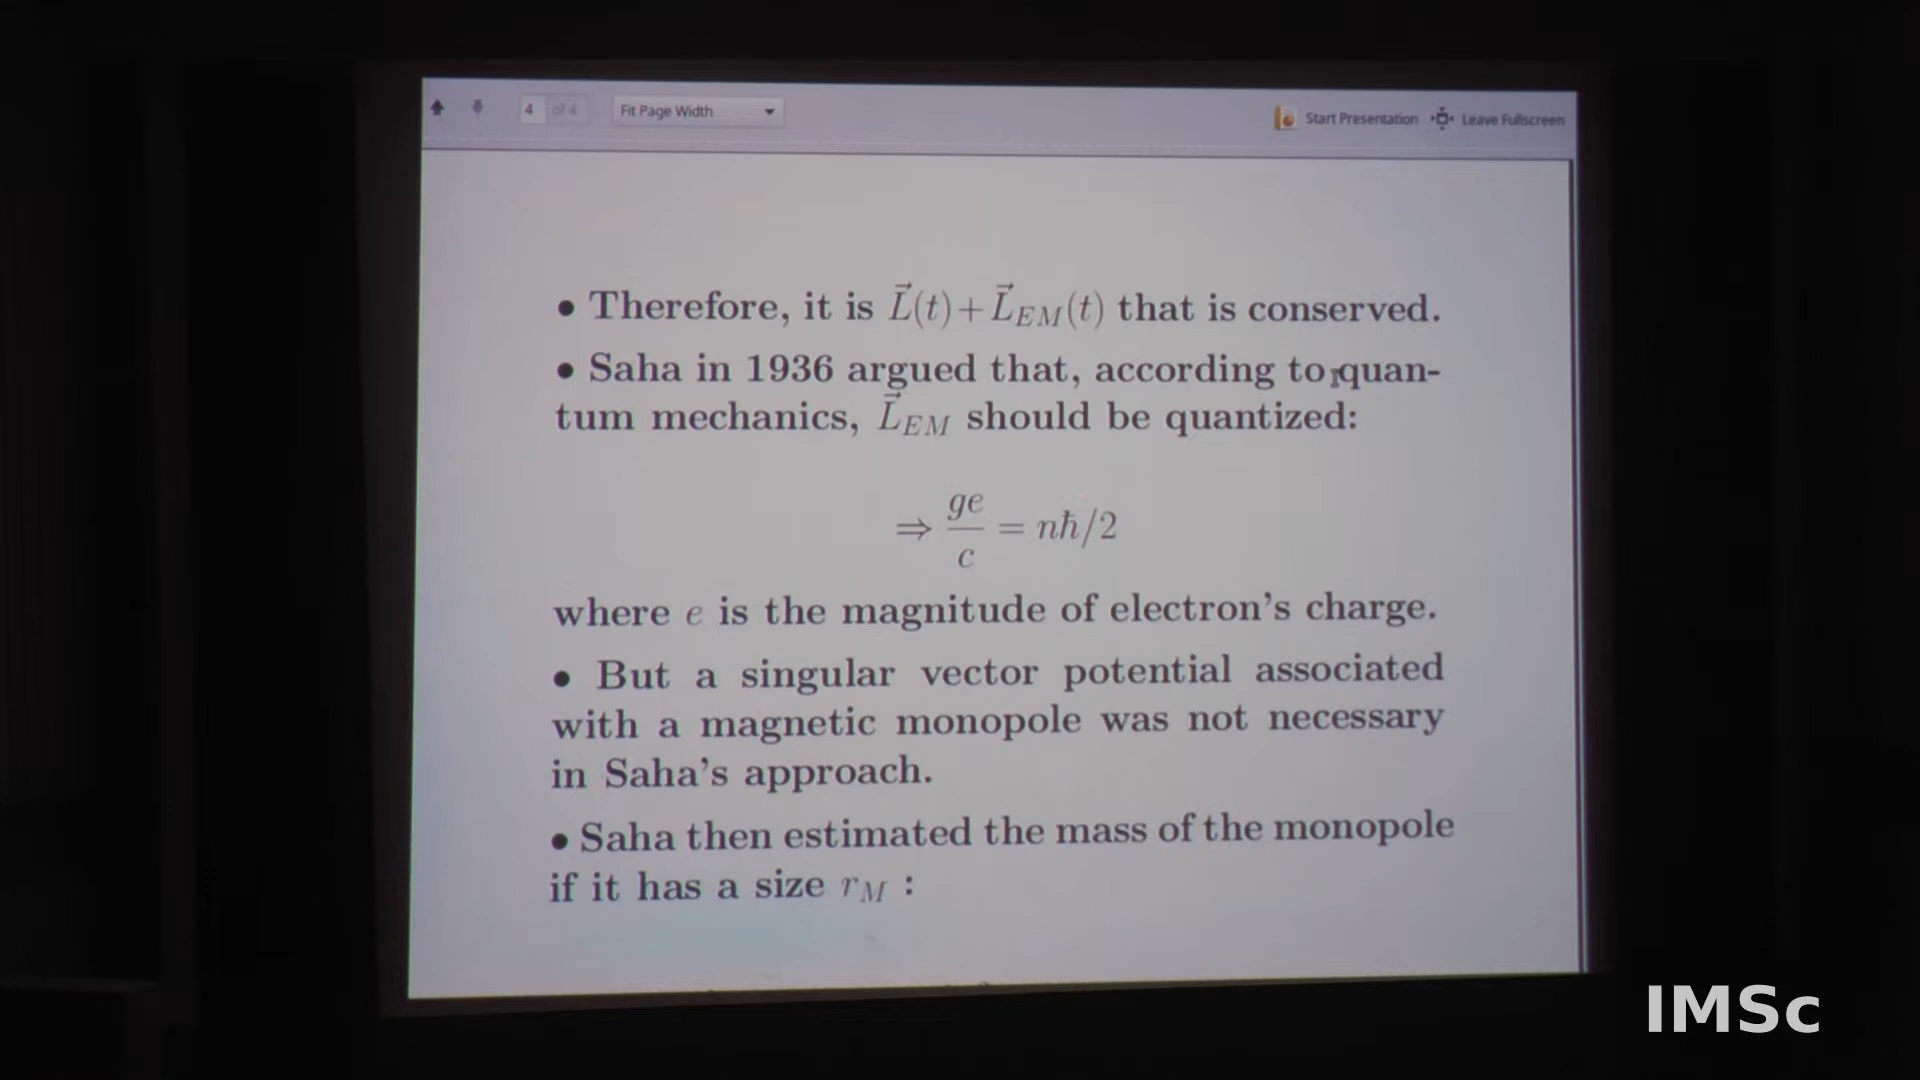 4 of 4 Fit Page Width Start Presentation Leave Fullscreen
• Therefore, it is $\vec{L}(t)+\vec{L}_{EM}(t)$ that is conserved.
• Saha in 1936 argued that, according to quan-
tum mechanics, $\vec{L}_{EM}$ should be quantized:
$\Rightarrow \frac{ge}{c} = n\hbar/2$
where $e$ is the magnitude of electron's charge.
• But a singular vector potential associated
with a magnetic monopole was not necessary
in Saha's approach.
• Saha then estimated the mass of the monopole
if it has a size $r_M$ :
IMSc